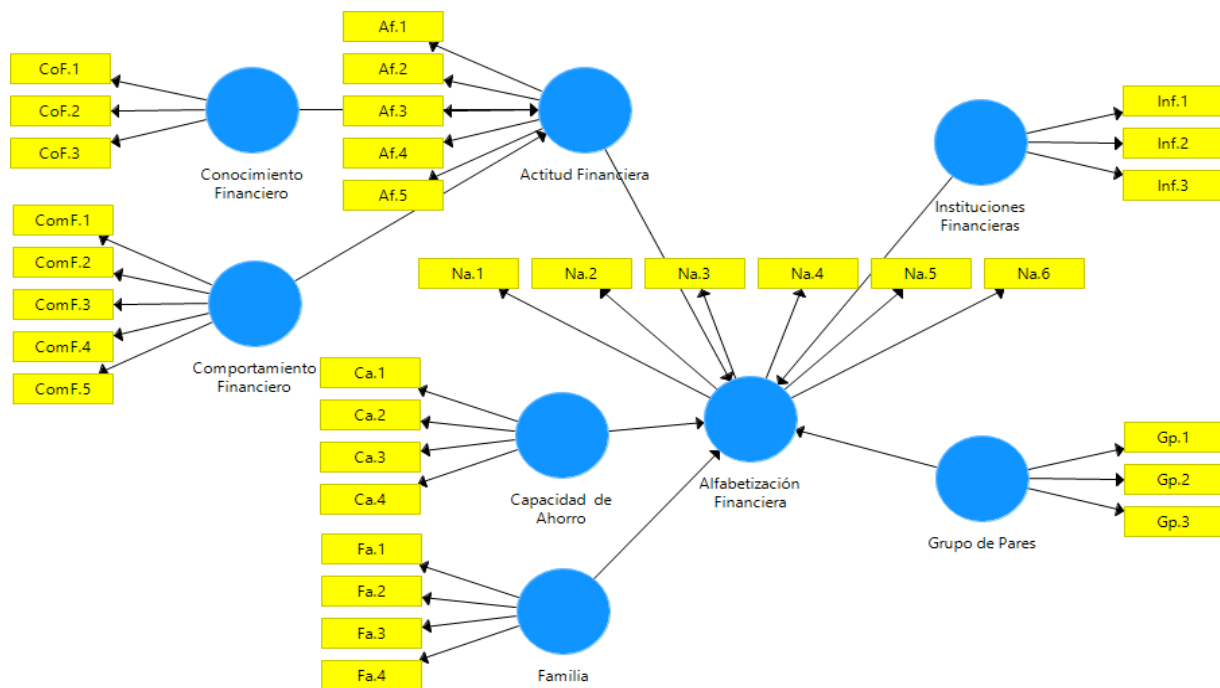 Af.1
Af.2
Af.3
Af.4
Af.5
CoF.1
CoF.2
CoF.3
Conocimiento
Financiero
Actitud Financiera
Inf.1
Inf.2
Inf.3
Instituciones
Financieras
ComF.1
ComF.2
ComF.3
ComF.4
ComF.5
Comportamiento
Financiero
Na.1
Na.2
Na.3
Na.4
Na.5
Na.6
Ca.1
Ca.2
Ca.3
Ca.4
Capacidad de
Ahorro
Alfabetización
Financiera
Gp.1
Gp.2
Gp.3
Grupo de Pares
Fa.1
Fa.2
Fa.3
Fa.4
Familia